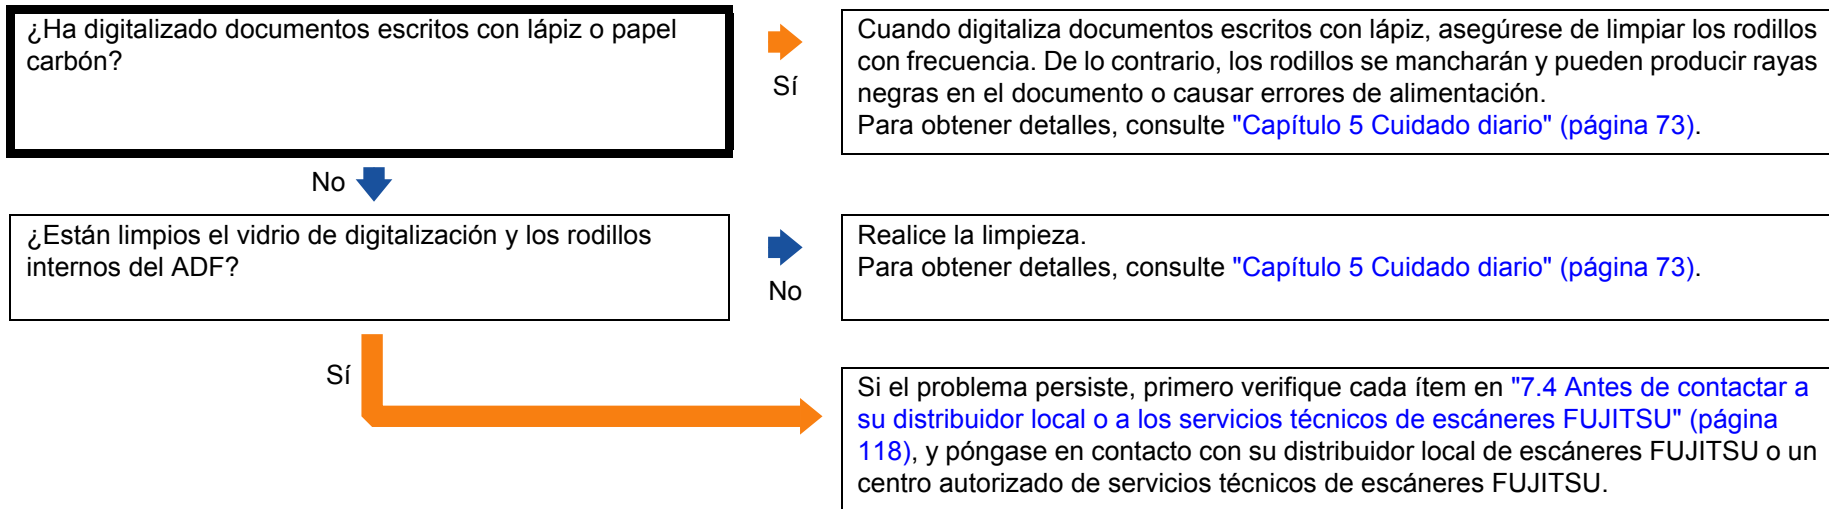 ¿Ha digitalizado documentos escritos con lápiz o papel
carbón?
Sí
Cuando digitaliza documentos escritos con lápiz, asegúrese de limpiar los rodillos
con frecuencia. De lo contrario, los rodillos se mancharán y pueden producir rayas
negras en el documento o causar errores de alimentación.
Para obtener detalles, consulte "Capítulo 5 Cuidado diario" (página 73).
No
¿Están limpios el vidrio de digitalización y los rodillos
internos del ADF?
No
Realice la limpieza.
Para obtener detalles, consulte "Capítulo 5 Cuidado diario" (página 73).
Sí
Si el problema persiste, primero verifique cada ítem en "7.4 Antes de contactar a
su distribuidor local o a los servicios técnicos de escáneres FUJITSU" (página
118), y póngase en contacto con su distribuidor local de escáneres FUJITSU o un
centro autorizado de servicios técnicos de escáneres FUJITSU.